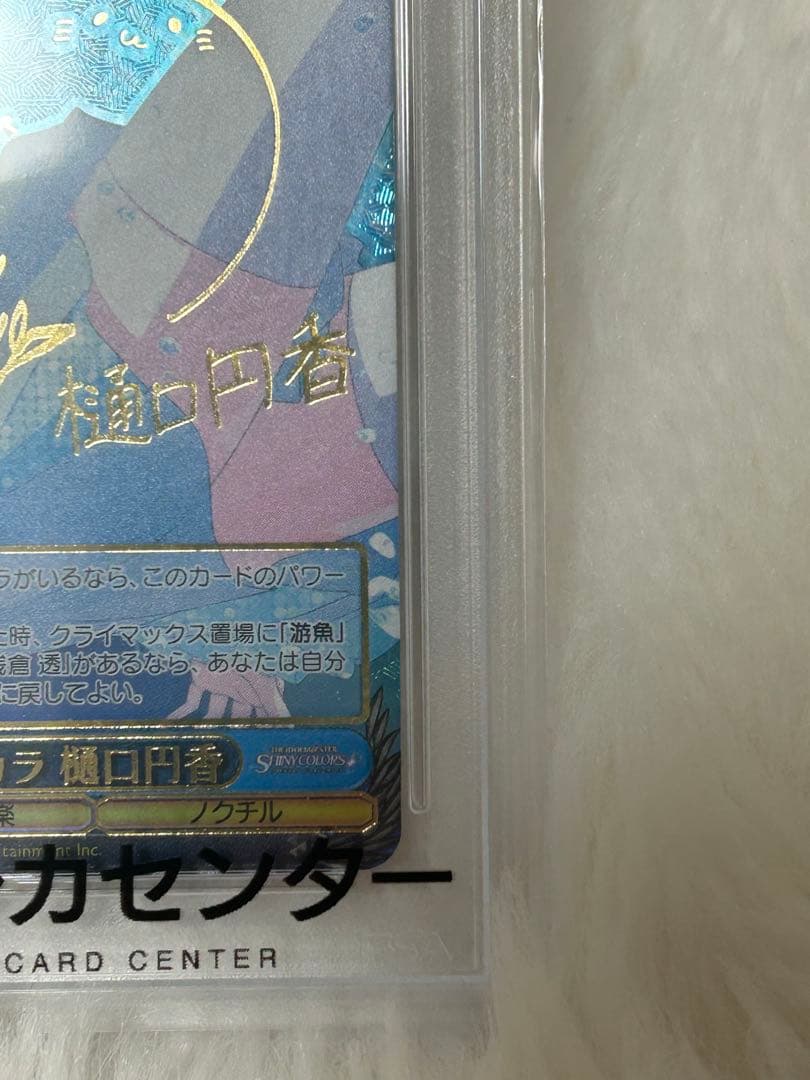 樋口円香
ラがいるなら、このカードのパワー
た時、クライマックス置場に「游魚」
浅倉 透」があるなら、あなたは自分
に戻してよい。
カラ 樋口円香
THE IDOLM@STER
SHINY COLORS
楽
ノクチル
tainment Inc.
カセンター
CARD CENTER